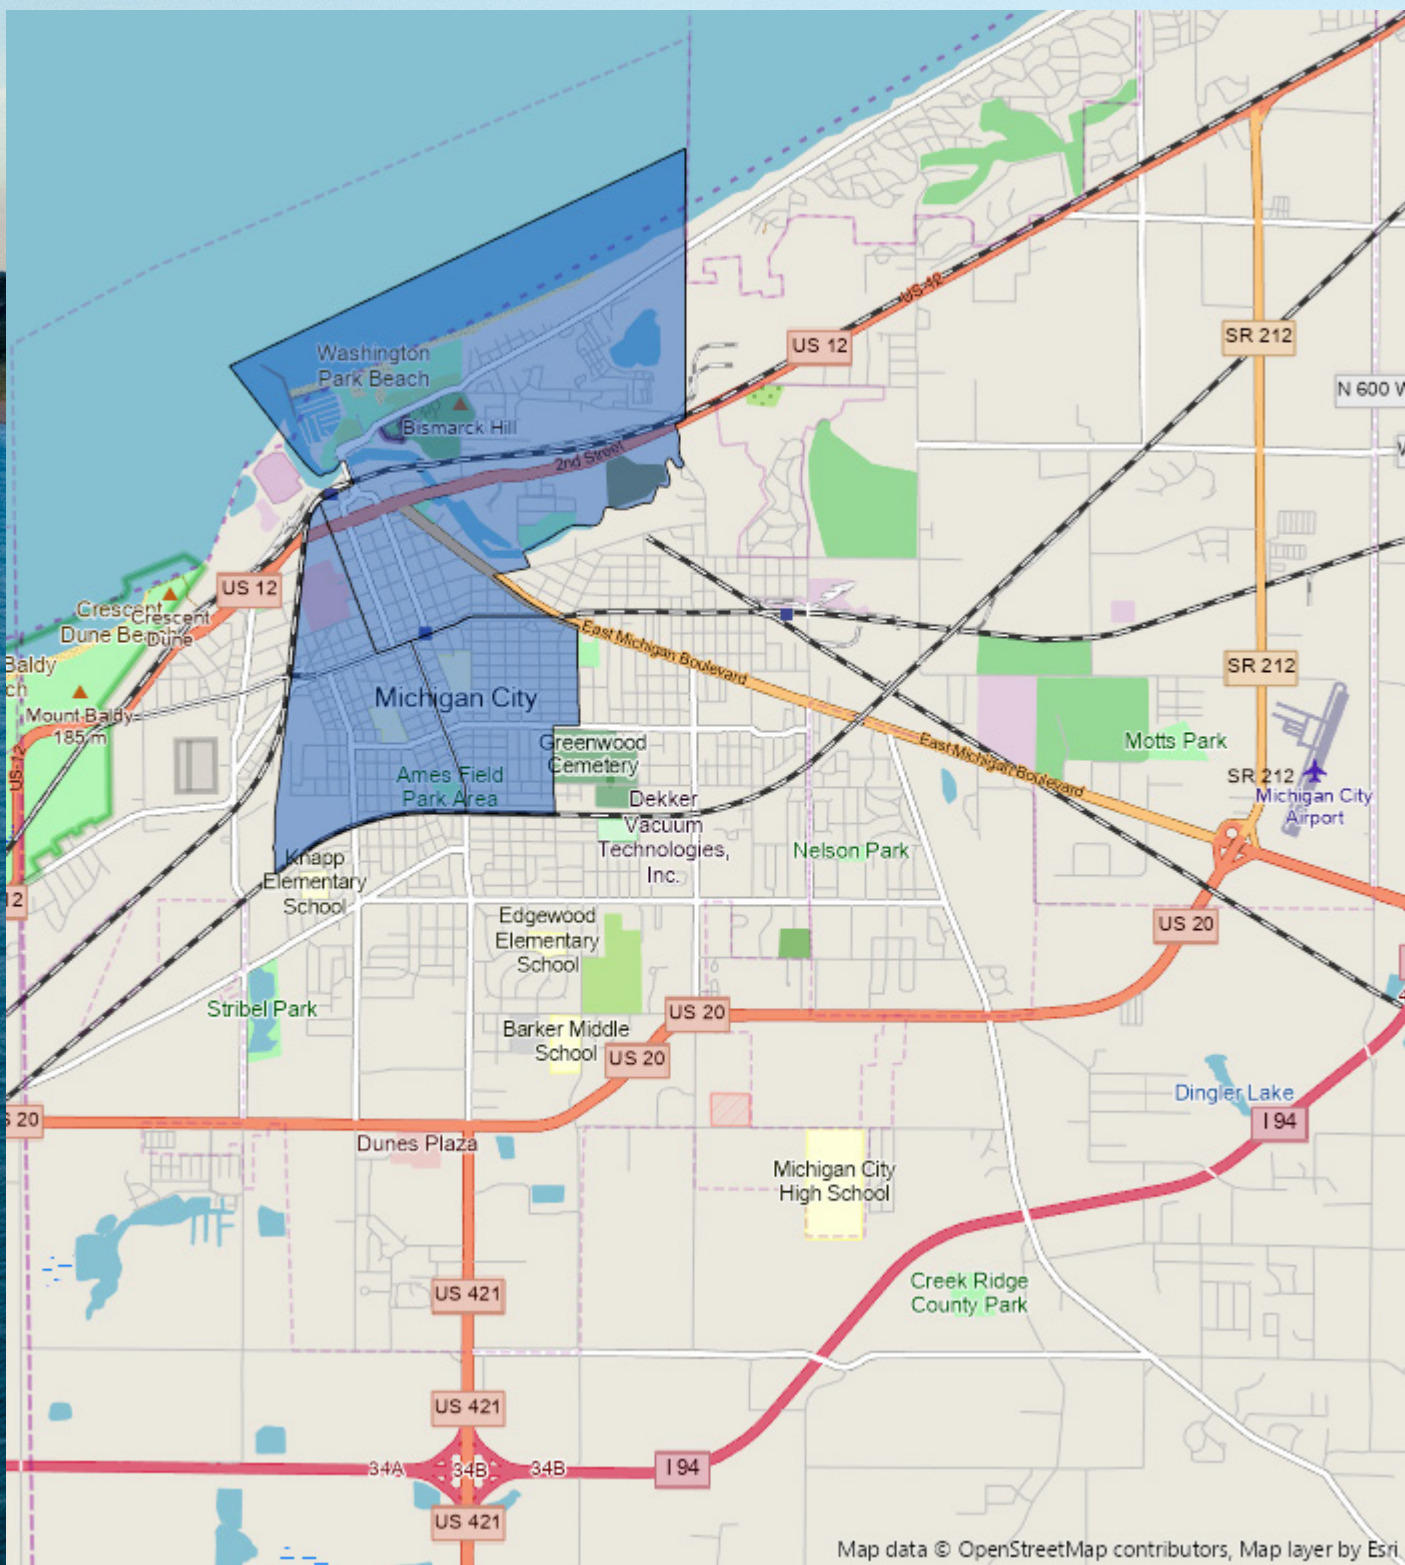 US-12
US 12
SR 212
N 600 W
Washington
Park Beach
Bismarck Hill
2nd Street
US 12
Crescent
Dune
Crescent
Dune
Baldy
Mount Baldy
185 m
US-12
East Michigan Boulevard
SR 212
Michigan City
Greenwood
Cemetery
East Michigan Boulevard
Motts Park
SR 212
Michigan City
Airport
Ames Field
Park Area
Dekker
Vacuum
Technologies,
Inc.
Nelson Park
Knapp
Elementary
School
12
Edgewood
Elementary
School
US 20
Stribel Park
US 20
Barker Middle
School
US 20
Dingler Lake
I 94
20
Dunes Plaza
Michigan City
High School
US 421
Creek Ridge
County Park
US 421
34A
34B
34B
I 94
US 421
Map data © OpenStreetMap contributors, Map layer by Esri